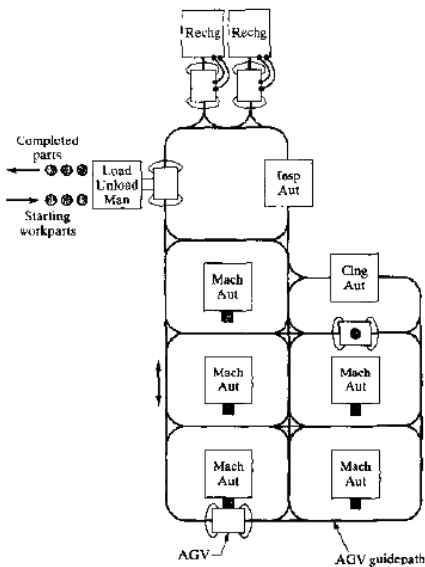 Rechg
Rechg
Completed
parts
Load
Unload
Man
Starting
workparts
Insp
Aut
Mach
Aut
Clng
Aut
Mach
Aut
Mach
Aut
Mach
Aut
Mach
Aut
AGV
AGV guidepath